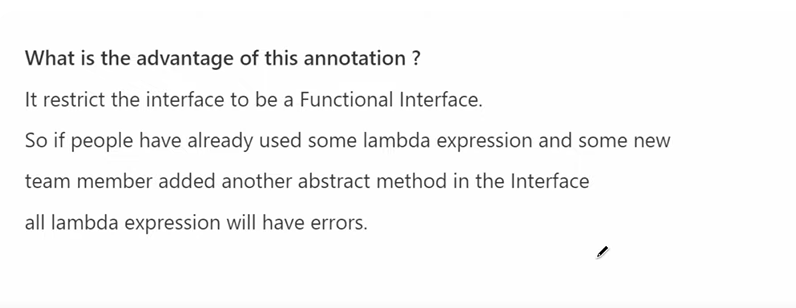 What is the advantage of this annotation ?
It restrict the interface to be a Functional Interface.
So if people have already used some lambda expression and some new
team member added another abstract method in the Interface
all lambda expression will have errors.